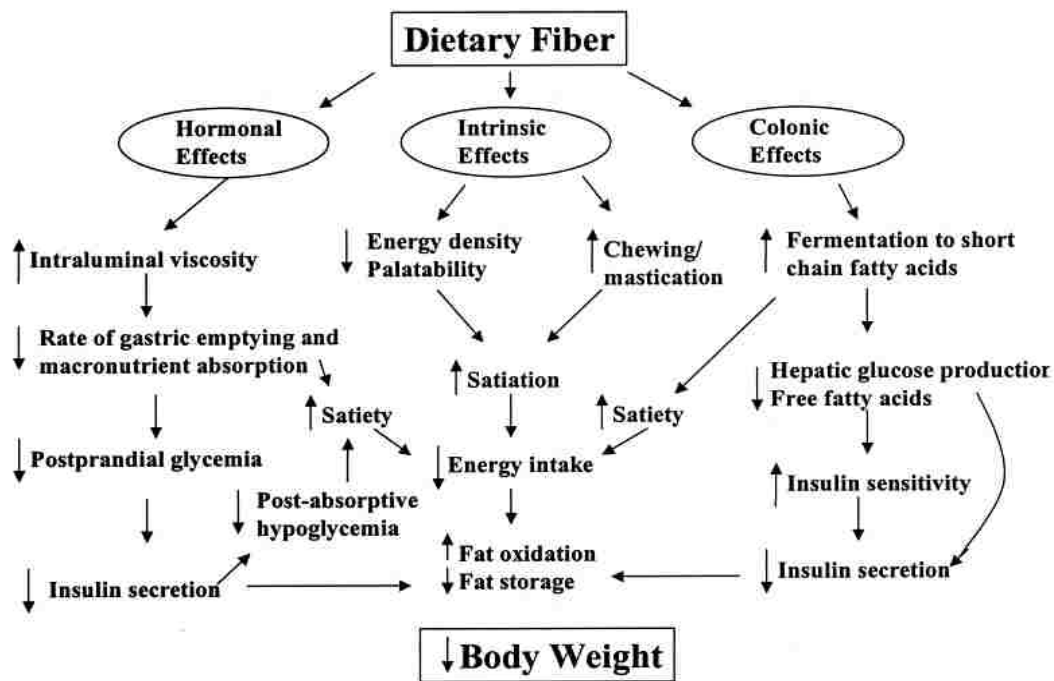 Dietary Fiber
Hormonal
Effects
Intrinsic
Effects
Colonic
Effects
Intraluminal viscosity
Energy density
Palatability
Chewing/
mastication
Fermentation to short
chain fatty acids
Rate of gastric emptying and
macronutrient absorption
Satiety
Satiation
Satiety
Hepatic glucose production
Free fatty acids
Postprandial glycemia
Post-absorptive
hypoglycemia
Energy intake
Insulin sensitivity
Insulin secretion
Fat oxidation
Fat storage
Insulin secretion
Body Weight